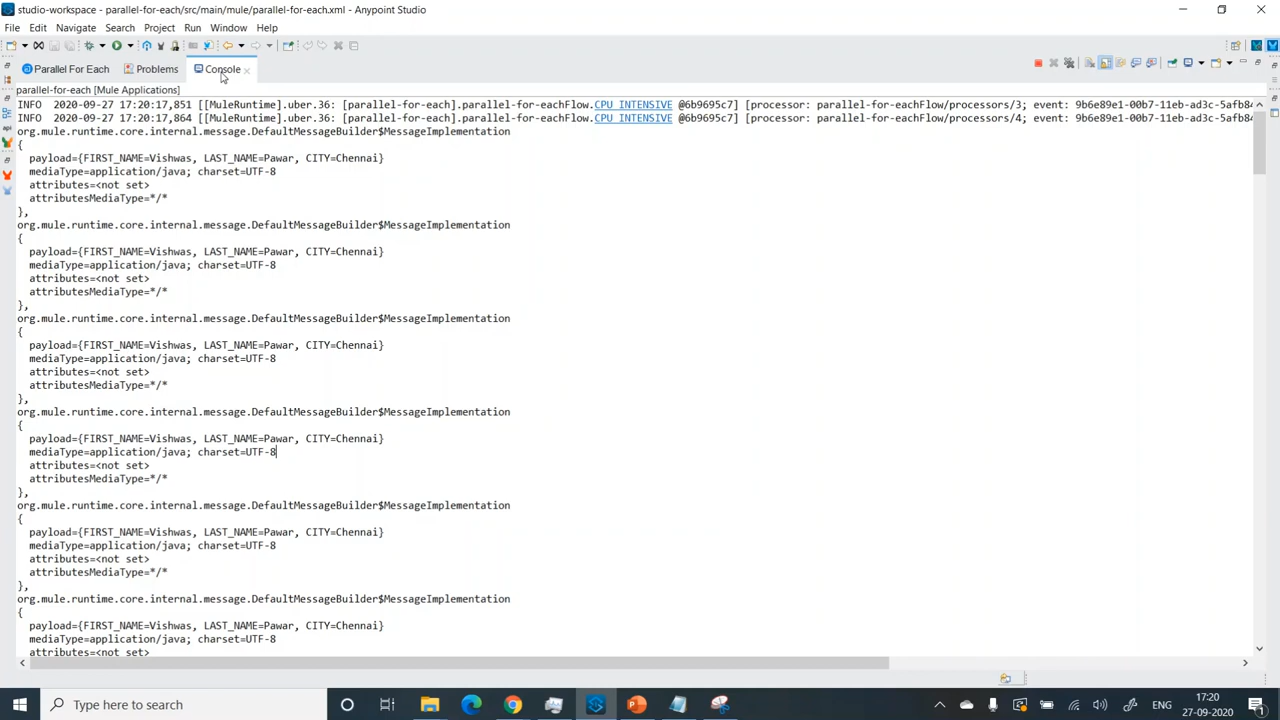 studio-workspace - parallel-for-each/src/main/mule/parallel-for-each.xml - Anypoint Studio
File Edit Navigate Search Project Run Window Help
Parallel For Each Problems Console
parallel-for-each [Mule Applications]
INFO 2020-09-27 17:20:17,851 [[MuleRuntime].uber.36: [parallel-for-each].parallel-for-eachFlow.CPU_INTENSIVE @6b9695c7] [processor: parallel-for-eachFlow/processors/3; event: 9b6e89e1-00b7-11eb-ad3c-5afb84
INFO 2020-09-27 17:20:17,864 [[MuleRuntime].uber.36: [parallel-for-each].parallel-for-eachFlow.CPU_INTENSIVE @6b9695c7] [processor: parallel-for-eachFlow/processors/4; event: 9b6e89e1-00b7-11eb-ad3c-5afb84
org.mule.runtime.core.internal.message.DefaultMessageBuilder$MessageImplementation
{
payload={FIRST_NAME=Vishwas, LAST_NAME=Pawar, CITY=Chennai}
mediaType=application/java; charset=UTF-8
attributes=<not set>
attributesMediaType=*/*
},
org.mule.runtime.core.internal.message.DefaultMessageBuilder$MessageImplementation
{
payload={FIRST_NAME=Vishwas, LAST_NAME=Pawar, CITY=Chennai}
mediaType=application/java; charset=UTF-8
attributes=<not set>
attributesMediaType=*/*
},
org.mule.runtime.core.internal.message.DefaultMessageBuilder$MessageImplementation
{
payload={FIRST_NAME=Vishwas, LAST_NAME=Pawar, CITY=Chennai}
mediaType=application/java; charset=UTF-8
attributes=<not set>
attributesMediaType=*/*
},
org.mule.runtime.core.internal.message.DefaultMessageBuilder$MessageImplementation
{
payload={FIRST_NAME=Vishwas, LAST_NAME=Pawar, CITY=Chennai}
mediaType=application/java; charset=UTF-8
attributes=<not set>
attributesMediaType=*/*
},
org.mule.runtime.core.internal.message.DefaultMessageBuilder$MessageImplementation
{
payload={FIRST_NAME=Vishwas, LAST_NAME=Pawar, CITY=Chennai}
mediaType=application/java; charset=UTF-8
attributes=<not set>
attributesMediaType=*/*
},
org.mule.runtime.core.internal.message.DefaultMessageBuilder$MessageImplementation
{
payload={FIRST_NAME=Vishwas, LAST_NAME=Pawar, CITY=Chennai}
mediaType=application/java; charset=UTF-8
attributes=<not set>
Type here to search
ENG
17:20
27-09-2020